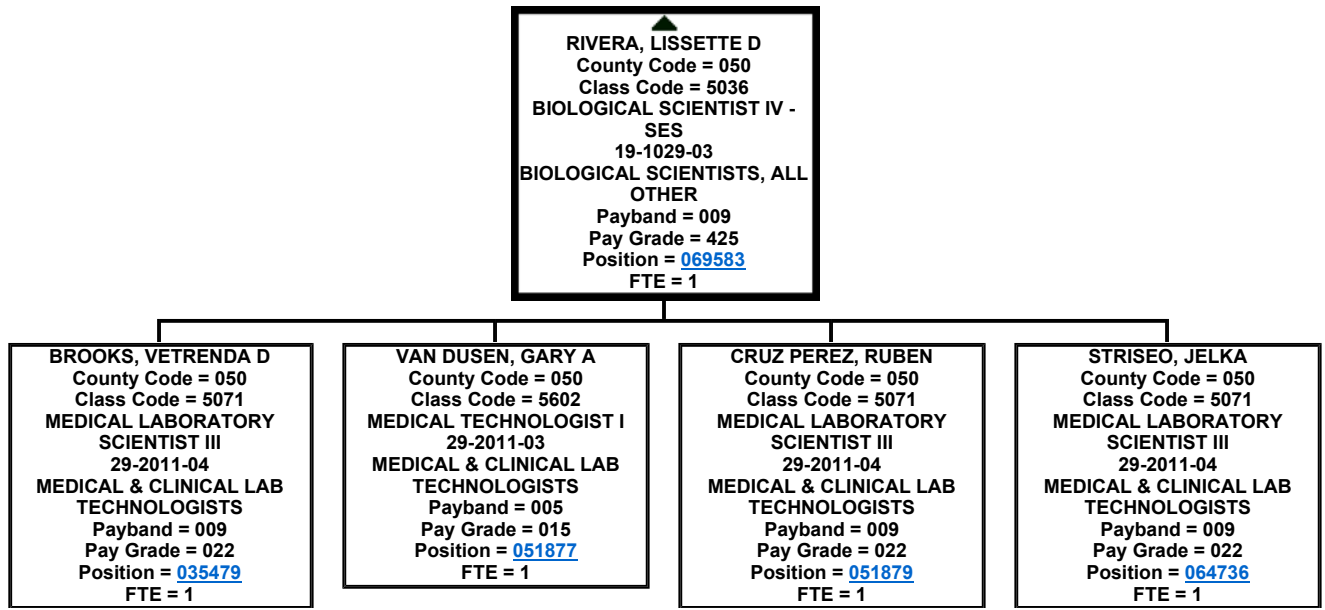 RIVERA, LISSETTE D
County Code = 050
Class Code = 5036
BIOLOGICAL SCIENTIST IV -
SES
19-1029-03
BIOLOGICAL SCIENTISTS, ALL
OTHER
Payband = 009
Pay Grade = 425
Position = 069583
FTE = 1
BROOKS, VETRENDA D
County Code = 050
Class Code = 5071
MEDICAL LABORATORY
SCIENTIST III
29-2011-04
MEDICAL & CLINICAL LAB
TECHNOLOGISTS
Payband = 009
Pay Grade = 022
Position = 035479
FTE = 1
VAN DUSEN, GARY A
County Code = 050
Class Code = 5602
MEDICAL TECHNOLOGIST I
29-2011-03
MEDICAL & CLINICAL LAB
TECHNOLOGISTS
Payband = 005
Pay Grade = 015
Position = 051877
FTE = 1
CRUZ PEREZ, RUBEN
County Code = 050
Class Code = 5071
MEDICAL LABORATORY
SCIENTIST III
29-2011-04
MEDICAL & CLINICAL LAB
TECHNOLOGISTS
Payband = 009
Pay Grade = 022
Position = 051879
FTE = 1
STRISEO, JELKA
County Code = 050
Class Code = 5071
MEDICAL LABORATORY
SCIENTIST III
29-2011-04
MEDICAL & CLINICAL LAB
TECHNOLOGISTS
Payband = 009
Pay Grade = 022
Position = 064736
FTE = 1